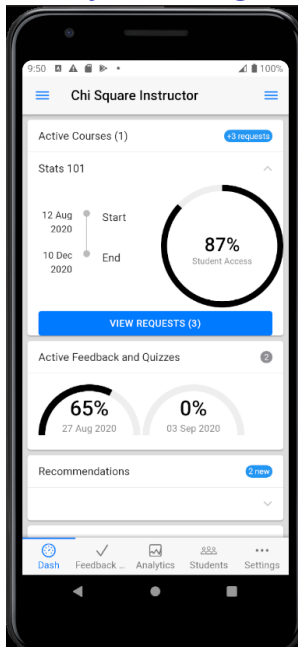 9:50 100%
Chi Square Instructor
Active Courses (1) +3 requests
Stats 101
12 Aug 2020 Start
10 Dec 2020 End
87%
Student Access
VIEW REQUESTS (3)
Active Feedback and Quizzes 2
65% 0%
27 Aug 2020 03 Sep 2020
Recommendations 2 new
Dash Feedback ... Analytics Students Settings